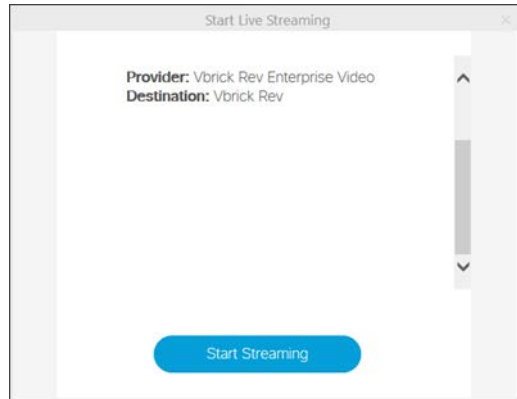 Start Live Streaming
Provider: Vbrick Rev Enterprise Video
Destination: Vbrick Rev
Start Streaming